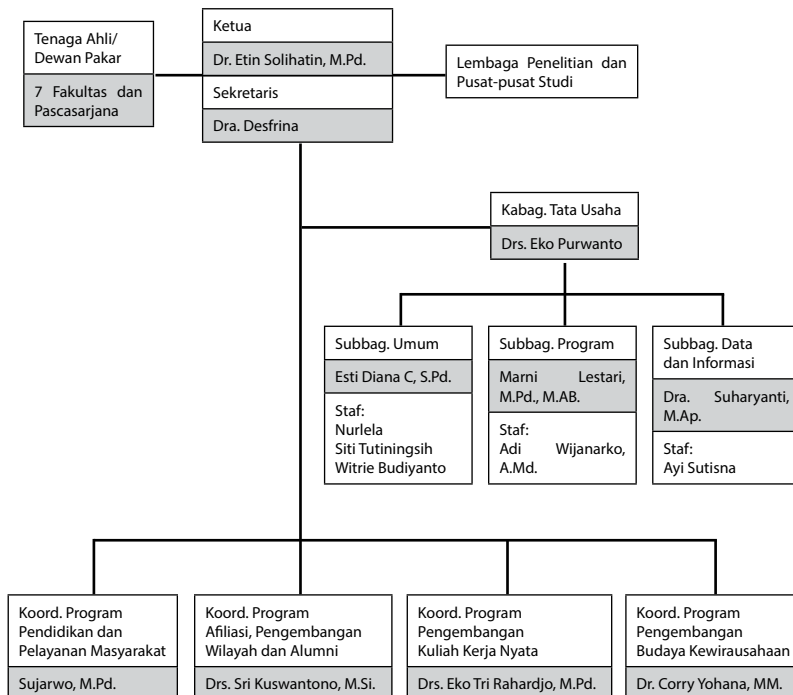 Tenaga Ahli/
Dewan Pakar
7 Fakultas dan
Pascasarjana
Ketua
Dr. Etin Solihatin, M.Pd.
Sekretaris
Dra. Desfrina
Lembaga Penelitian dan
Pusat-pusat Studi
Kabag. Tata Usaha
Drs. Eko Purwanto
Subbag. Umum
Esti Diana C, S.Pd.
Staf:
Nurlela
Siti Tutiningsih
Witrie Budiyanto
Subbag. Program
Marni Lestari,
M.Pd., M.AB.
Staf:
Adi Wijanarko,
A.Md.
Subbag. Data
dan Informasi
Dra. Suharyanti,
M.Ap.
Staf:
Ayi Sutisna
Koord. Program
Pendidikan dan
Pelayanan Masyarakat
Sujarwo, M.Pd.
Koord. Program
Afiliasi, Pengembangan
Wilayah dan Alumni
Drs. Sri Kuswantono, M.Si.
Koord. Program
Pengembangan
Kuliah Kerja Nyata
Drs. Eko Tri Rahardjo, M.Pd.
Koord. Program
Pengembangan
Budaya Kewirausahaan
Dr. Corry Yohana, MM.